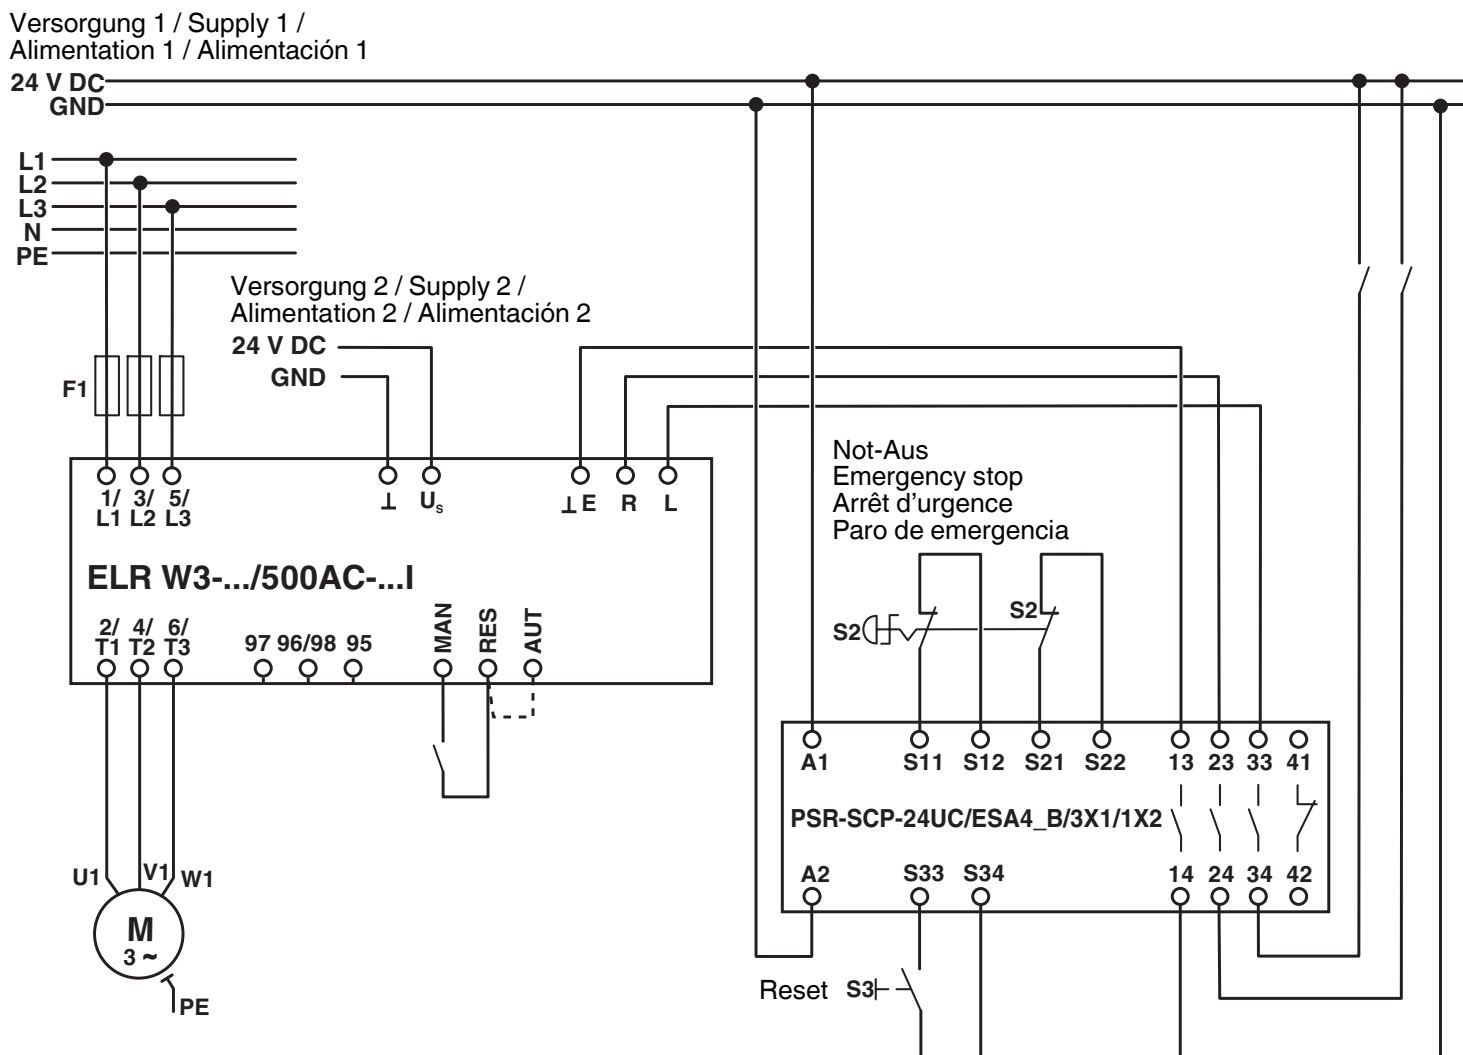 Versorgung 1 / Supply 1 /
Alimentation 1 / Alimentación 1
24 V DC
GND
L1
L2
L3
N
PE
Versorgung 2 / Supply 2 /
Alimentation 2 / Alimentación 2
24 V DC
GND
F1
1/ 3/ 5/
L1 L2 L3
⊥ Us ⊥E R L
ELR W3-.../500AC-...I
2/ 4/ 6/
T1 T2 T3
97 96/98 95
MAN RES AUT
U1 V1 W1
M
3 ~
PE
Not-Aus
Emergency stop
Arrêt d'urgence
Paro de emergencia
S2
S2
A1 S11 S12 S21 S22 13 23 33 41
PSR-SCP-24UC/ESA4_B/3X1/1X2
A2 S33 S34 14 24 34 42
Reset S3